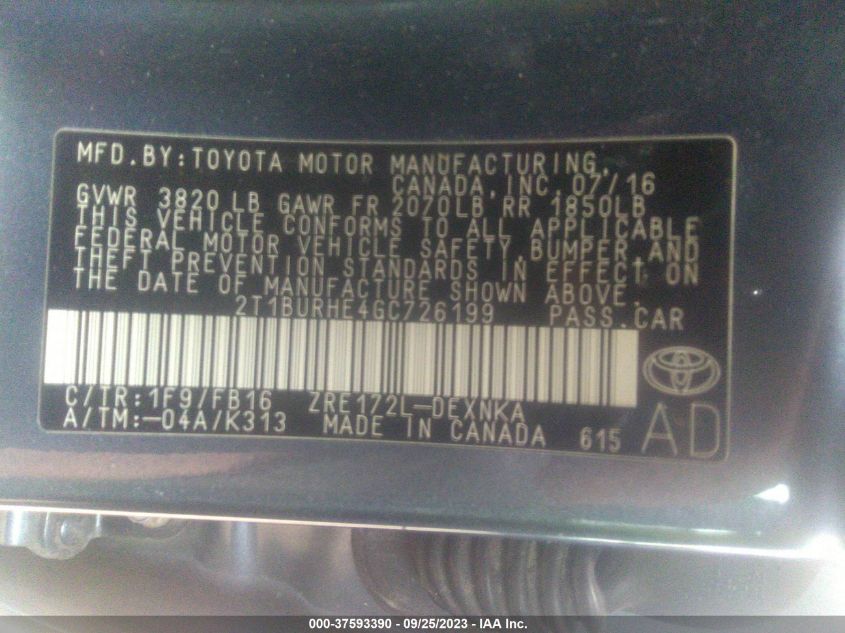 MFD.BY:TOYOTA MOTOR MANUFACTURING,
CANADA,INC.07/16
GVWR 3820 LB GAWR FR 2070LB RR 1850LB
THIS VEHICLE CONFORMS TO ALL APPLICABLE
FEDERAL MOTOR VEHICLE SAFETY,BUMPER,AND
THEFT PREVENTION STANDARDS IN EFFECT ON
THE DATE OF MANUFACTURE SHOWN ABOVE.
2T1BURHE4GC726199 PASS.CAR
C/TR:1F9/FB16 ZRE172L-DEXNKA
A/TM:-04A/K313 MADE IN CANADA 615 AD
000-37593390 - 09/25/2023 - IAA Inc.